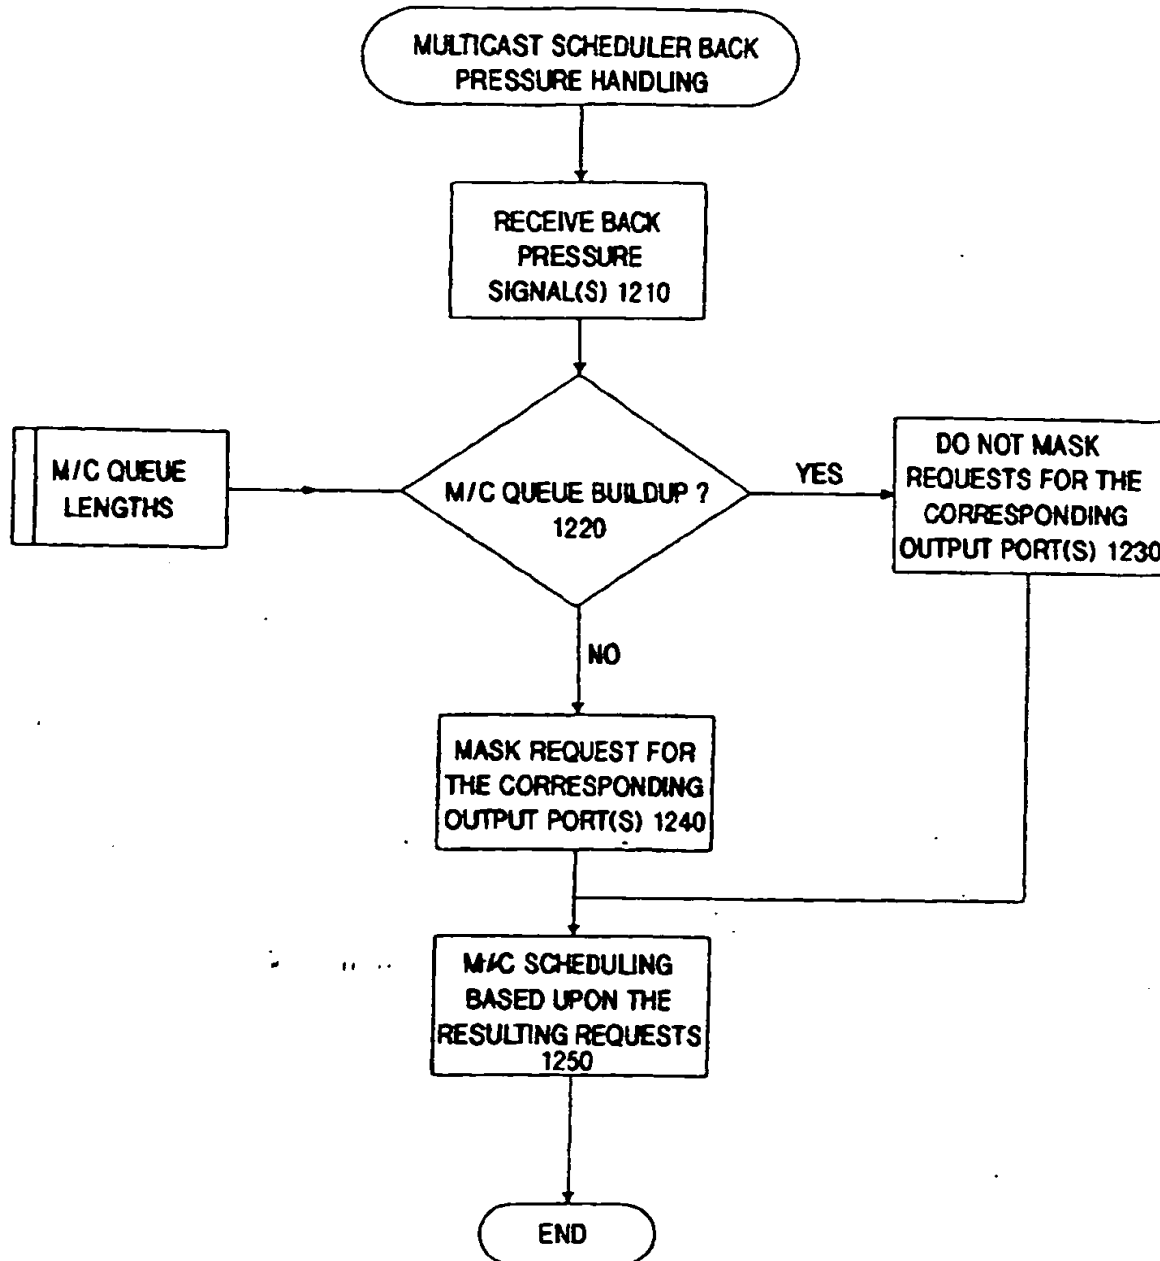 MULTICAST SCHEDULER BACK
PRESSURE HANDLING
RECEIVE BACK
PRESSURE
SIGNAL(S) 1210
M/C QUEUE
LENGTHS
M/C QUEUE BUILDUP ?
1220
YES
DO NOT MASK
REQUESTS FOR THE
CORRESPONDING
OUTPUT PORT(S) 1230
NO
MASK REQUEST FOR
THE CORRESPONDING
OUTPUT PORT(S) 1240
M/C SCHEDULING
BASED UPON THE
RESULTING REQUESTS
1250
END